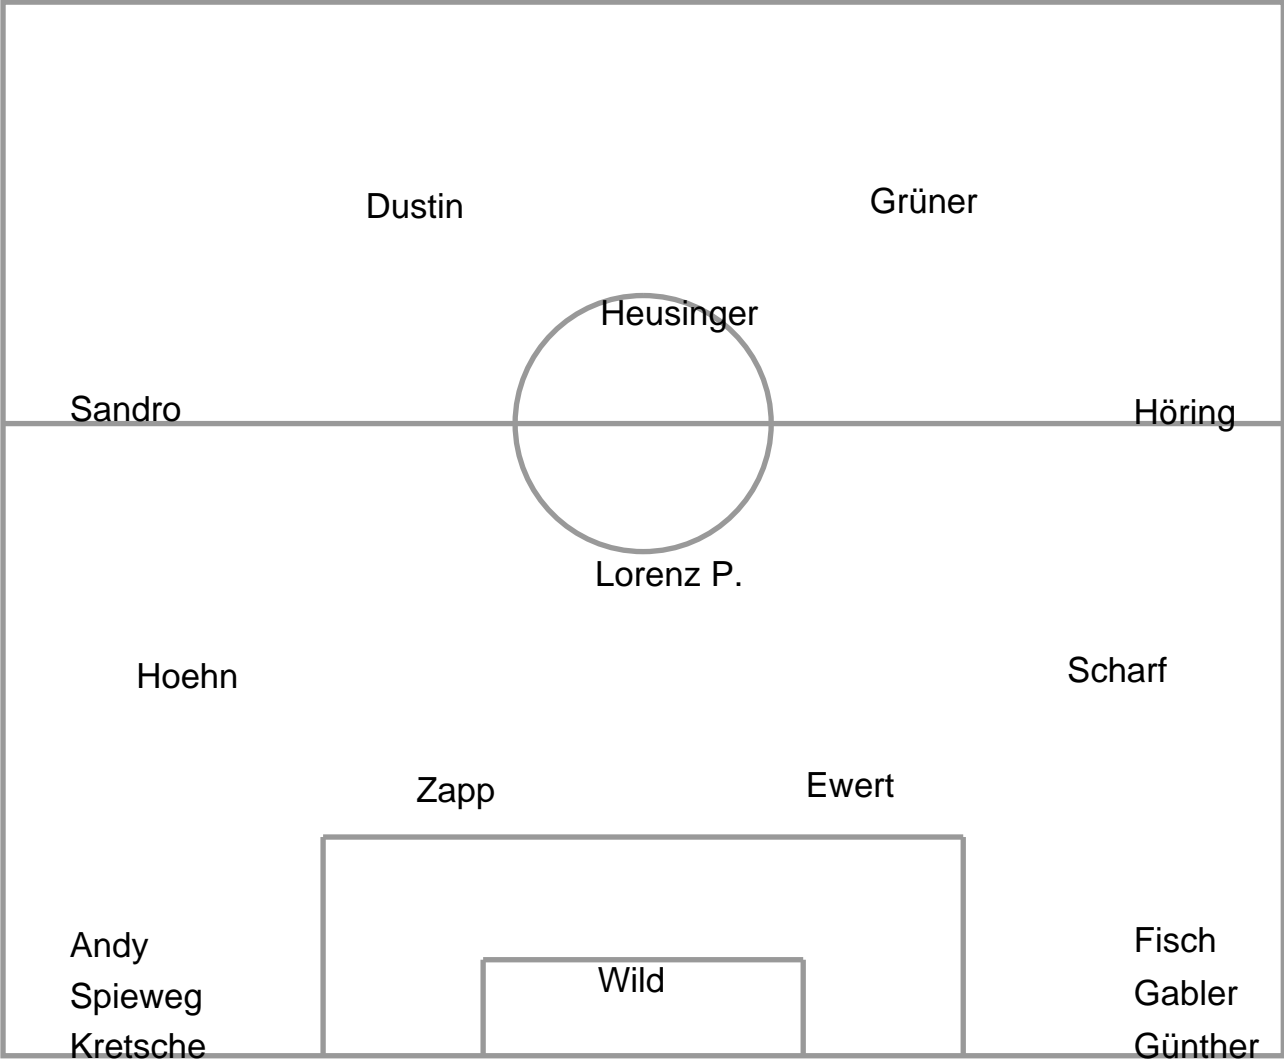 Dustin
Grüner
Heusinger
Sandro
Höring
Lorenz P.
Hoehn
Scharf
Zapp
Ewert
Andy
Fisch
Wild
Spieweg
Gabler
Kretsche
Günther